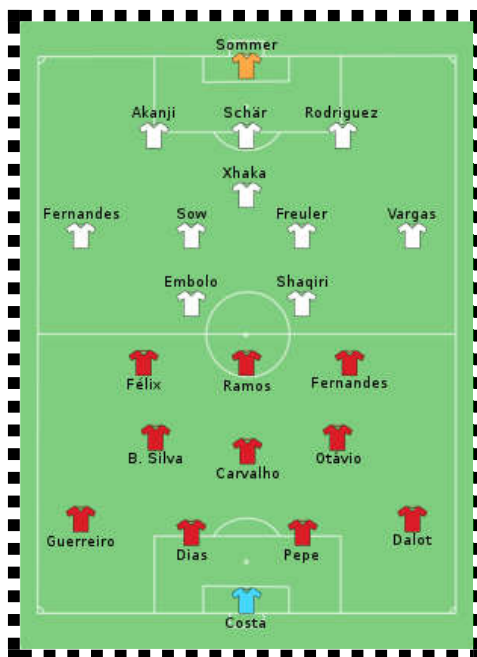 Sommer
Akanji Schär Rodriguez
Xhaka
Fernandes Sow Freuler Vargas
Embolo Shaqiri
Félix Ramos Fernandes
B. Silva Carvalho Otávio
Guerreiro Dias Pepe Dalot
Costa